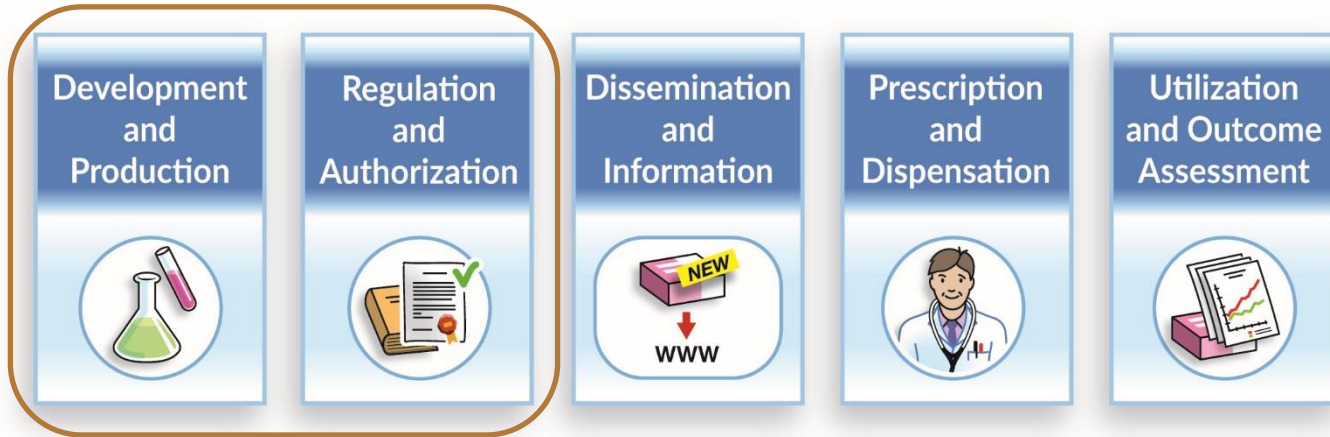 Development
and
Production
Regulation
and
Authorization
Dissemination
and
Information
NEW
www
Prescription
and
Dispensation
Utilization
and Outcome
Assessment